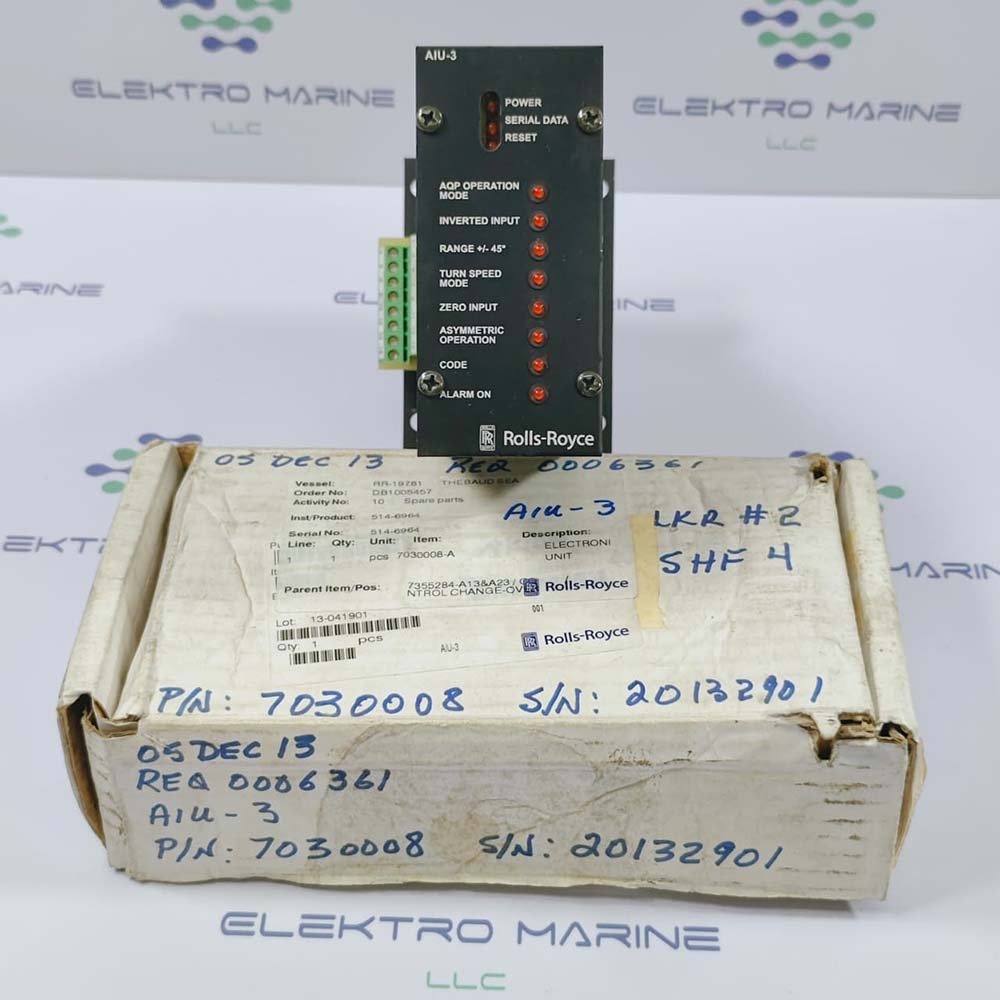 ELEKTRO MARINE
LLC
ELEKTRO MARINE
LLC
AIU-3
POWER
SERIAL DATA
RESET
AQP OPERATION
MODE
INVERTED INPUT
RANGE +/- 45°
TURN SPEED
MODE
ZERO INPUT
ASYMMETRIC
OPERATION
CODE
ALARM ON
Rolls-Royce
ARINE
05 DEC 13 REQ 0006361
Vessel: RR-19781 THEBAUD SEA
Order No: DB1005457
Activity No: 10 Spare parts
Inst/Product: 514-6964
Serial No: 514-6964
AIU-3
LKR #2
SHF 4
Line: Qty: Unit: Item: Description:
1 1 pcs 7030008-A ELECTRONI
UNIT
Parent Item/Pos: 7355284-A13&A23 /
NTROL CHANGE-OV
Rolls-Royce
001
Lot: 13-041901
Qty: 1 pcs
AIU-3
Rolls-Royce
P/N: 7030008 S/N: 20132901
05 DEC 13
REQ 0006361
AIU-3
P/N: 7030008 S/N: 20132901
ELEKTRO MARINE
LLC